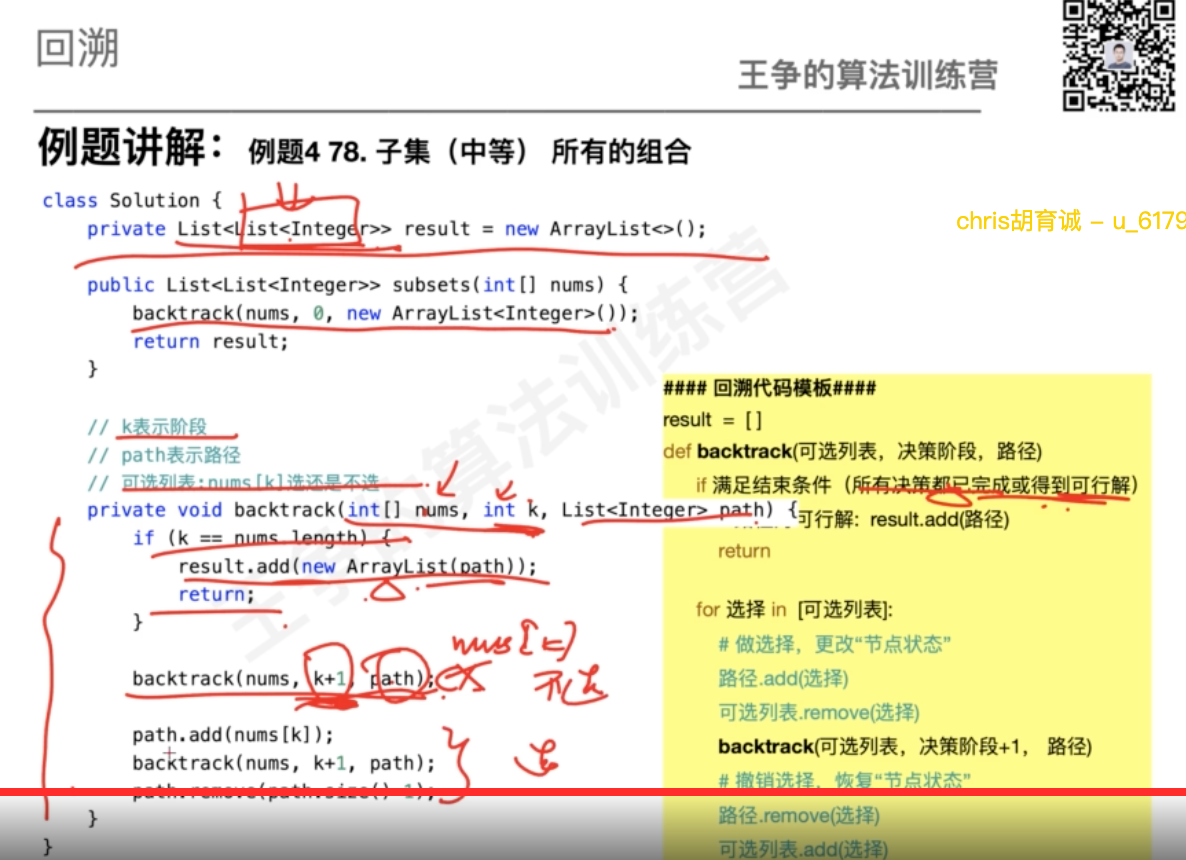 回溯
王争的算法训练营
例题讲解： 例题4 78. 子集（中等） 所有的组合
class Solution {
private List<List<Integer>> result = new ArrayList<>();
chris胡育诚 - u_6179
public List<List<Integer>> subsets(int[] nums) {
backtrack(nums, 0, new ArrayList<Integer>());
return result;
}
// k表示阶段
// path表示路径
// 可选列表:nums[k]选还是不选
private void backtrack(int[] nums, int k, List<Integer> path) {
if (k == nums.length) {
result.add(new ArrayList(path));
return;
}
backtrack(nums, k+1, path);
nums[k]
不选
path.add(nums[k]);
backtrack(nums, k+1, path);
选
path.remove(path.size()-1);
}
}
#### 回溯代码模板####
result = []
def backtrack(可选列表，决策阶段，路径)
if 满足结束条件（所有决策都已完成或得到可行解）
可行解: result.add(路径)
return
for 选择 in [可选列表]:
# 做选择，更改“节点状态”
路径.add(选择)
可选列表.remove(选择)
backtrack(可选列表，决策阶段+1， 路径)
# 撤销选择，恢复“节点状态”
路径.remove(选择)
可选列表.add(选择)
王争的算法训练营